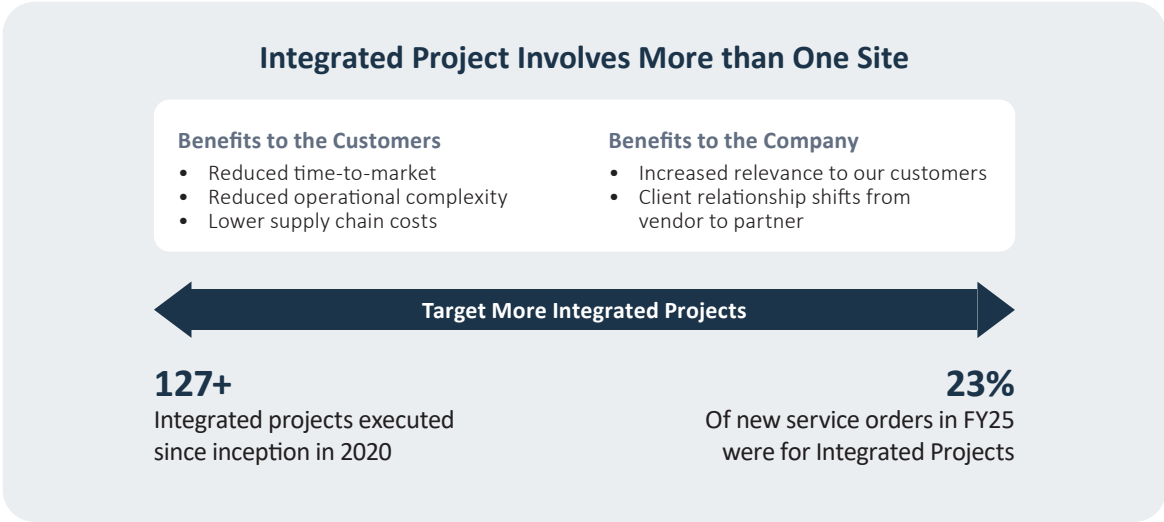 Integrated Project Involves More than One Site
Benefits to the Customers
• Reduced time-to-market
• Reduced operational complexity
• Lower supply chain costs
Benefits to the Company
• Increased relevance to our customers
• Client relationship shifts from
vendor to partner
Target More Integrated Projects
127+
Integrated projects executed
since inception in 2020
23%
Of new service orders in FY25
were for Integrated Projects